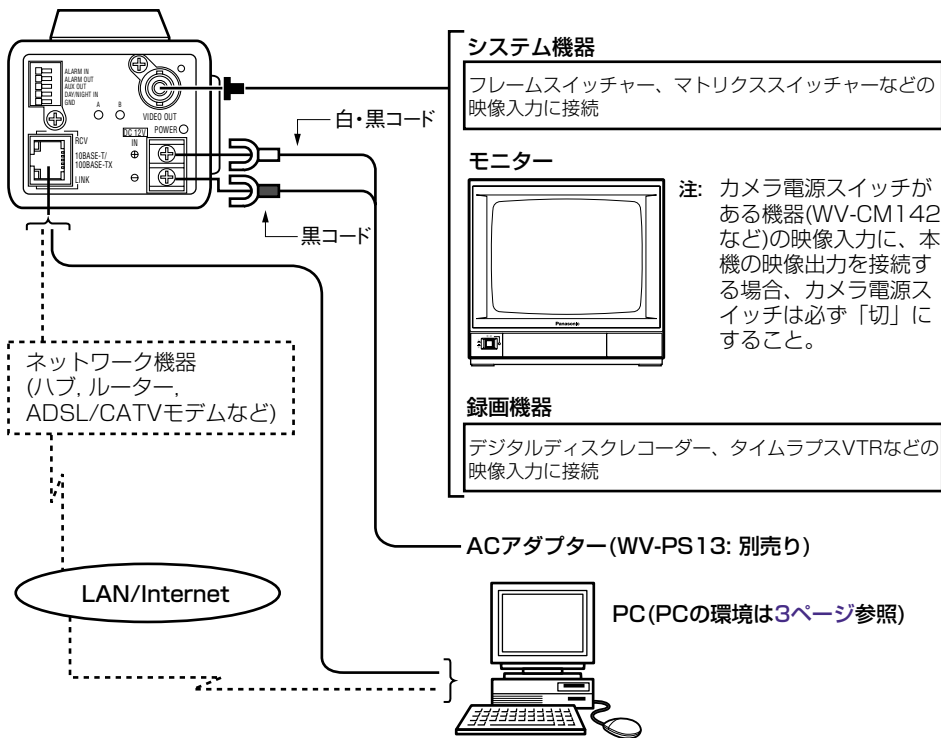 ALARM IN
ALARM OUT
AUX OUT
DAY/NIGHT IN
GND
A B
VIDEO OUT
DC 12V
IN
POWER
RCV
10BASE-T/
100BASE-TX
LINK
⊕
⊖
白・黒コード
黒コード
システム機器
フレームスイッチャー、マトリクススイッチャーなどの
映像入力に接続
モニター
Panasonic
注: カメラ電源スイッチが
ある機器(WV-CM142
など)の映像入力に、本
機の映像出力を接続す
る場合、カメラ電源ス
イッチは必ず「切」に
すること。
録画機器
デジタルディスクレコーダー、タイムラプスVTRなどの
映像入力に接続
ネットワーク機器
(ハブ, ルーター,
ADSL/CATVモデムなど)
ACアダプター(WV-PS13: 別売り)
LAN/Internet
PC(PCの環境は3ページ参照)